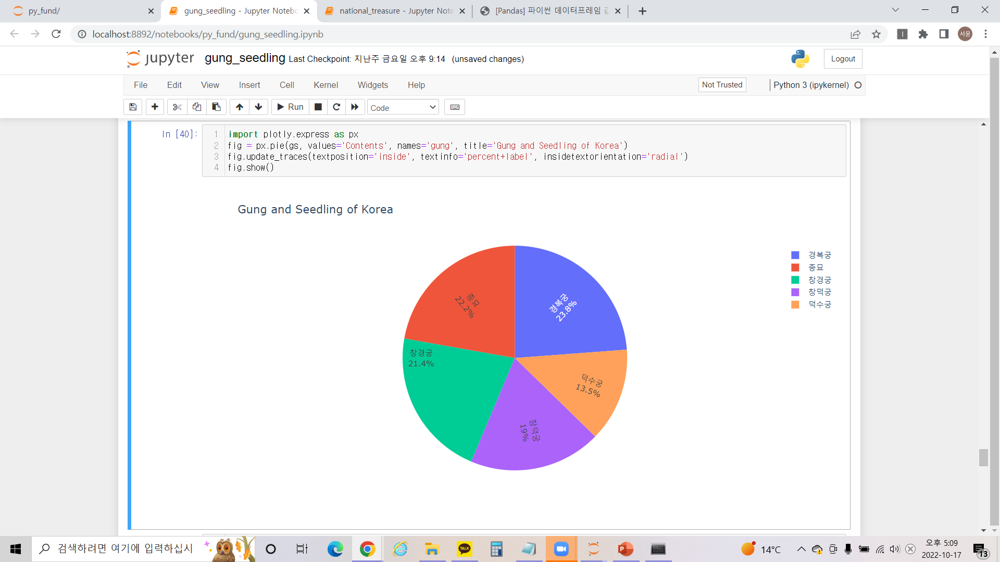 py_fund/
gung_seedling - Jupyter Notebo
national_treasure - Jupyter Note
[Pandas] 파이썬 데이터프레임
localhost:8892/notebooks/py_fund/gung_seedling.ipynb
서윤
jupyter gung_seedling Last Checkpoint: 지난주 금요일 오후 9:14 (unsaved changes)
Logout
File Edit View Insert Cell Kernel Widgets Help
Not Trusted
Python 3 (ipykernel)
Run
Code
In [40]:
1 import plotly.express as px
2 fig = px.pie(gs, values='Contents', names='gung', title='Gung and Seedling of Korea')
3 fig.update_traces(textposition='inside', textinfo='percent+label', insidetextorientation='radial')
4 fig.show()
Gung and Seedling of Korea
경복궁
종묘
창경궁
창덕궁
덕수궁
종묘
22.2%
경복궁
23.8%
창경궁
21.4%
덕수궁
13.5%
창덕궁
19%
검색하려면 여기에 입력하십시
TALK
14°C
오후 5:09
2022-10-17
13